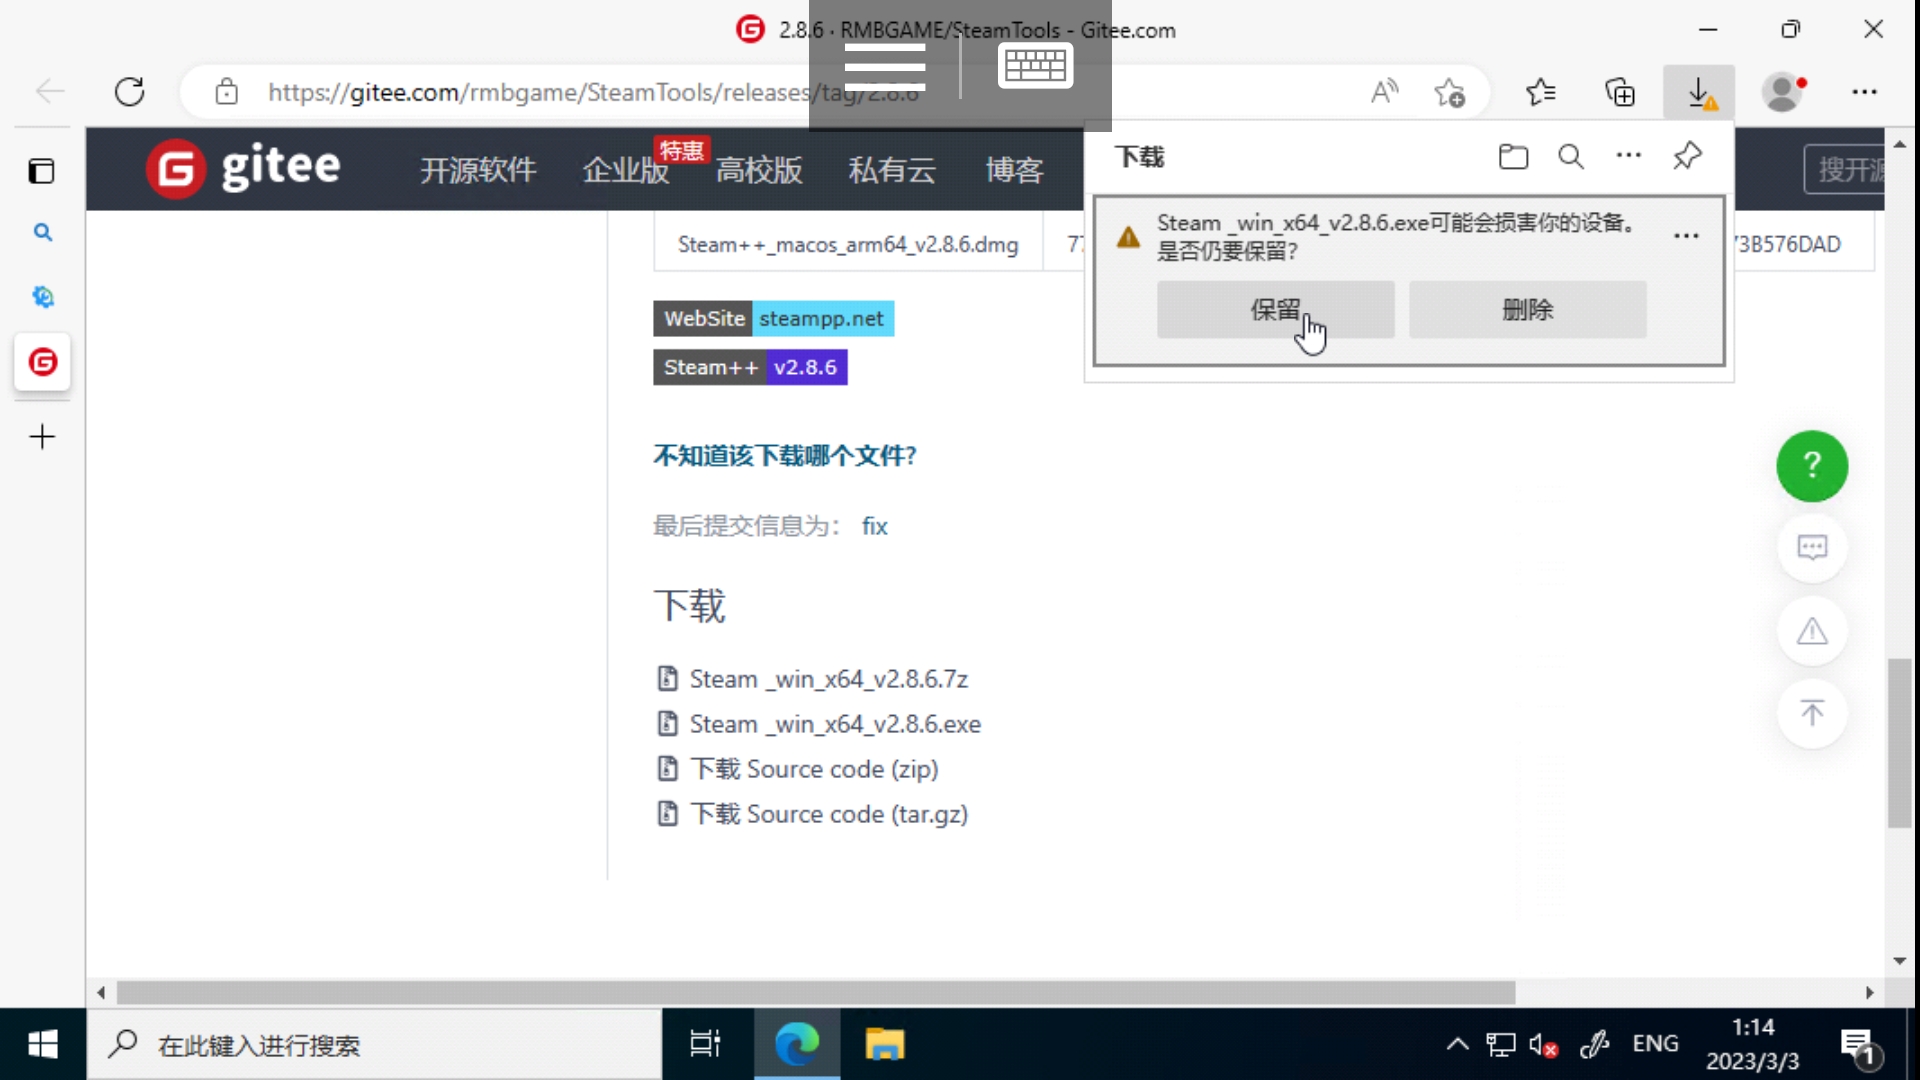 2.8.6 · RMBGAME/SteamTools - Gitee.com
https://gitee.com/rmbgame/SteamTools/releases/tag/2.8.6
gitee
开源软件
企业版
特惠
高校版
私有云
博客
搜开源
下载
Steam _win_x64_v2.8.6.exe可能会损害你的设备。
是否仍要保留?
保留
删除
Steam++_macos_arm64_v2.8.6.dmg
73B576DAD
WebSite steampp.net
Steam++ v2.8.6
不知道该下载哪个文件?
最后提交信息为： fix
下载
Steam _win_x64_v2.8.6.7z
Steam _win_x64_v2.8.6.exe
下载 Source code (zip)
下载 Source code (tar.gz)
在此键入进行搜索
ENG
1:14
2023/3/3
1